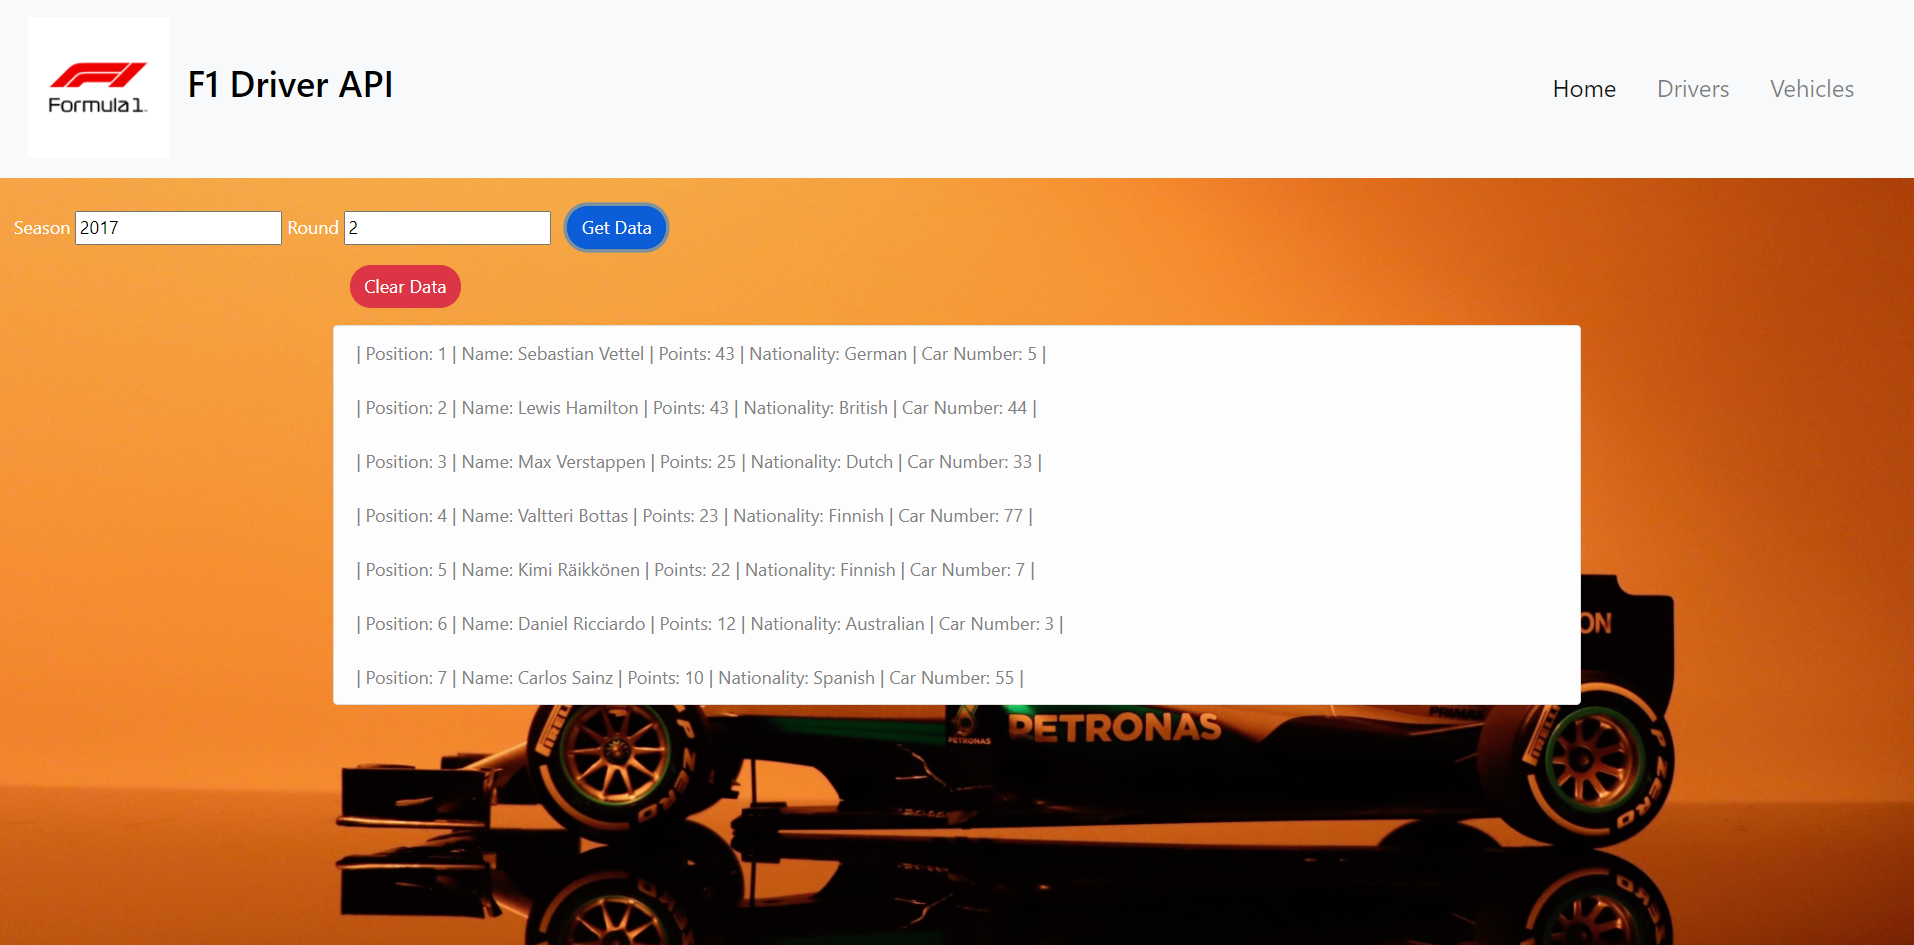 Formula 1
F1 Driver API
Home Drivers Vehicles
Season 2017 Round 2 Get Data
Clear Data
| Position: 1 | Name: Sebastian Vettel | Points: 43 | Nationality: German | Car Number: 5 |
| Position: 2 | Name: Lewis Hamilton | Points: 43 | Nationality: British | Car Number: 44 |
| Position: 3 | Name: Max Verstappen | Points: 25 | Nationality: Dutch | Car Number: 33 |
| Position: 4 | Name: Valtteri Bottas | Points: 23 | Nationality: Finnish | Car Number: 77 |
| Position: 5 | Name: Kimi Räikkönen | Points: 22 | Nationality: Finnish | Car Number: 7 |
| Position: 6 | Name: Daniel Ricciardo | Points: 12 | Nationality: Australian | Car Number: 3 |
ON
| Position: 7 | Name: Carlos Sainz | Points: 10 | Nationality: Spanish | Car Number: 55 |
PETRONAS
PETRONAS
PIRELLI
P ZERO
PIRELLI
P ZERO